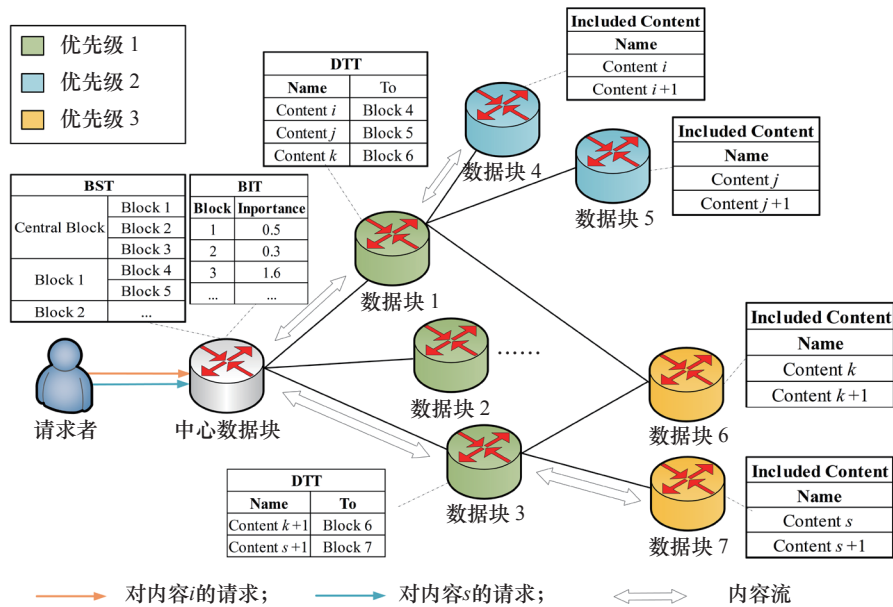 优先级 1
优先级 2
优先级 3
DTT
Name To
Content i Block 4
Content j Block 5
Content k Block 6
Included Content
Name
Content i
Content i+1
数据块 4
Included Content
Name
Content j
Content j+1
数据块 5
BST
Central Block
Block 1
Block 2
Block 3
Block 1
Block 4
Block 5
Block 2 ...
BIT
Block Importance
1 0.5
2 0.3
3 1.6
... ...
数据块 1
数据块 2
……
请求者
中心数据块
Included Content
Name
Content k
Content k+1
数据块 6
DTT
Name To
Content k+1 Block 6
Content s+1 Block 7
数据块 3
Included Content
Name
Content s
Content s+1
数据块 7
对内容i的请求;
对内容s的请求;
内容流